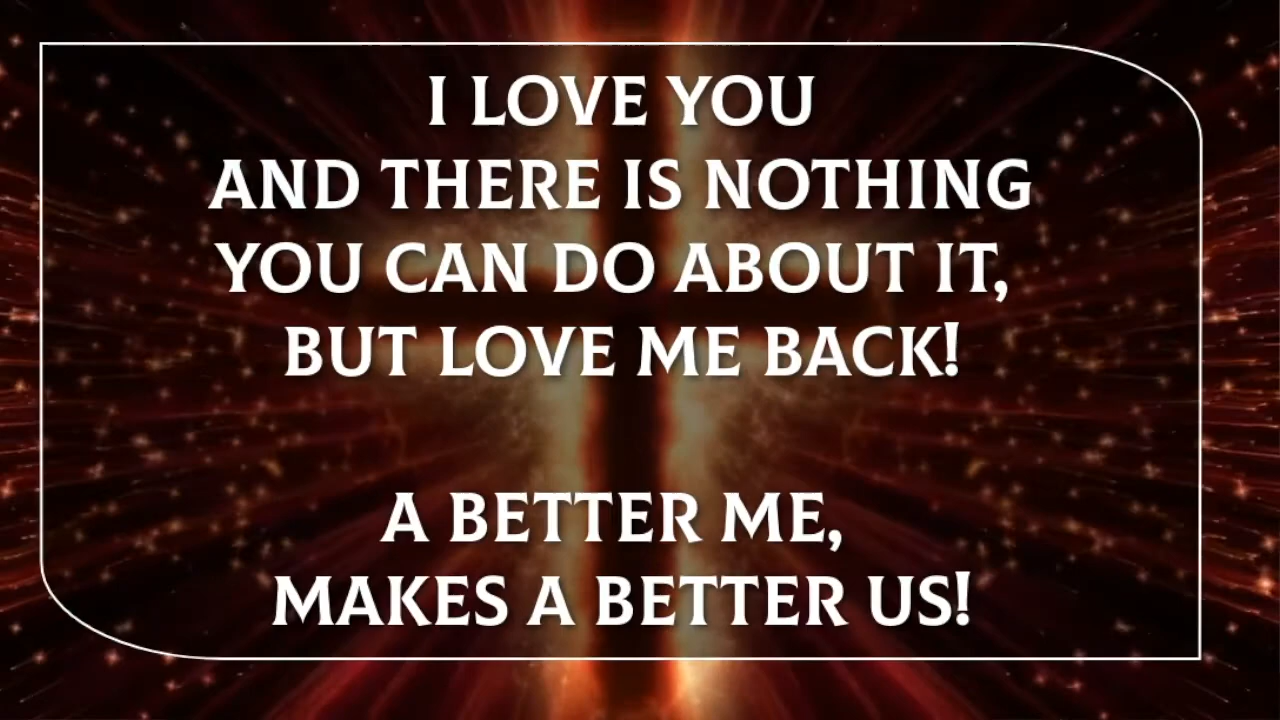 I LOVE YOU
AND THERE IS NOTHING
YOU CAN DO ABOUT IT,
BUT LOVE ME BACK!
A BETTER ME,
MAKES A BETTER US!